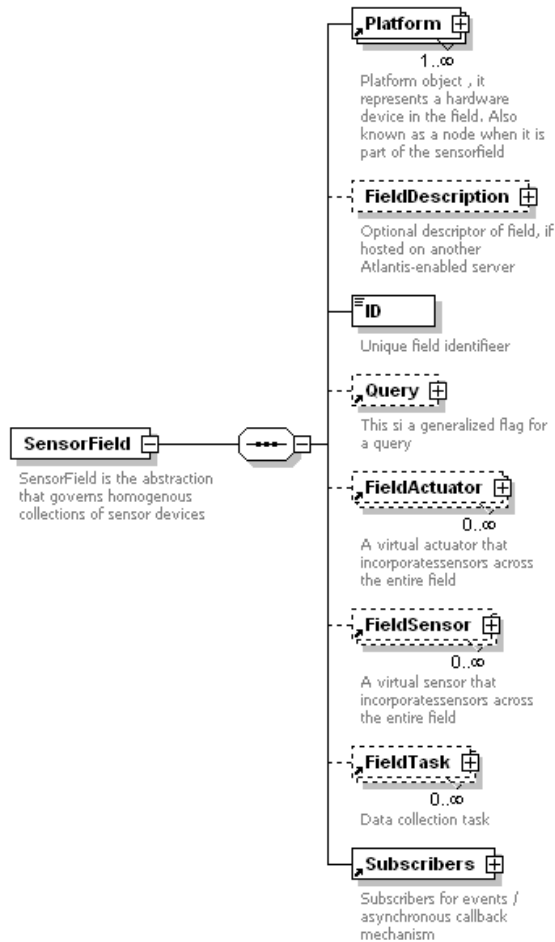 Platform
1..∞
Platform object , it
represents a hardware
device in the field. Also
known as a node when it is
part of the sensorfield
FieldDescription
Optional descriptor of field, if
hosted on another
Atlantis-enabled server
ID
Unique field identifieer
Query
This si a generalized flag for
a query
SensorField
SensorField is the abstraction
that governs homogenous
collections of sensor devices
FieldActuator
0..∞
A virtual actuator that
incorporatessensors across
the entire field
FieldSensor
0..∞
A virtual sensor that
incorporatessensors across
the entire field
FieldTask
0..∞
Data collection task
Subscribers
Subscribers for events /
asynchronous callback
mechanism